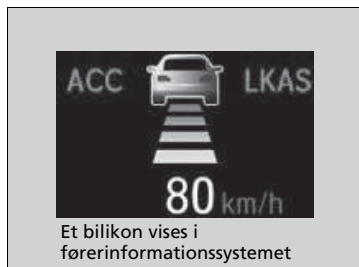 ACC LKAS
80 km/h
Et bilikon vises i
førerinformationssystemet